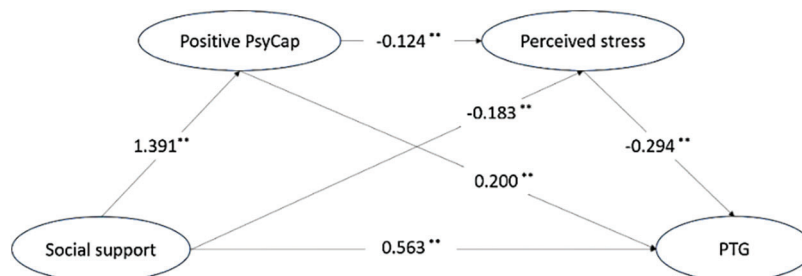 Positive PsyCap
-0.124**
Perceived stress
-0.183**
1.391**
-0.294**
0.200**
Social support
0.563**
PTG